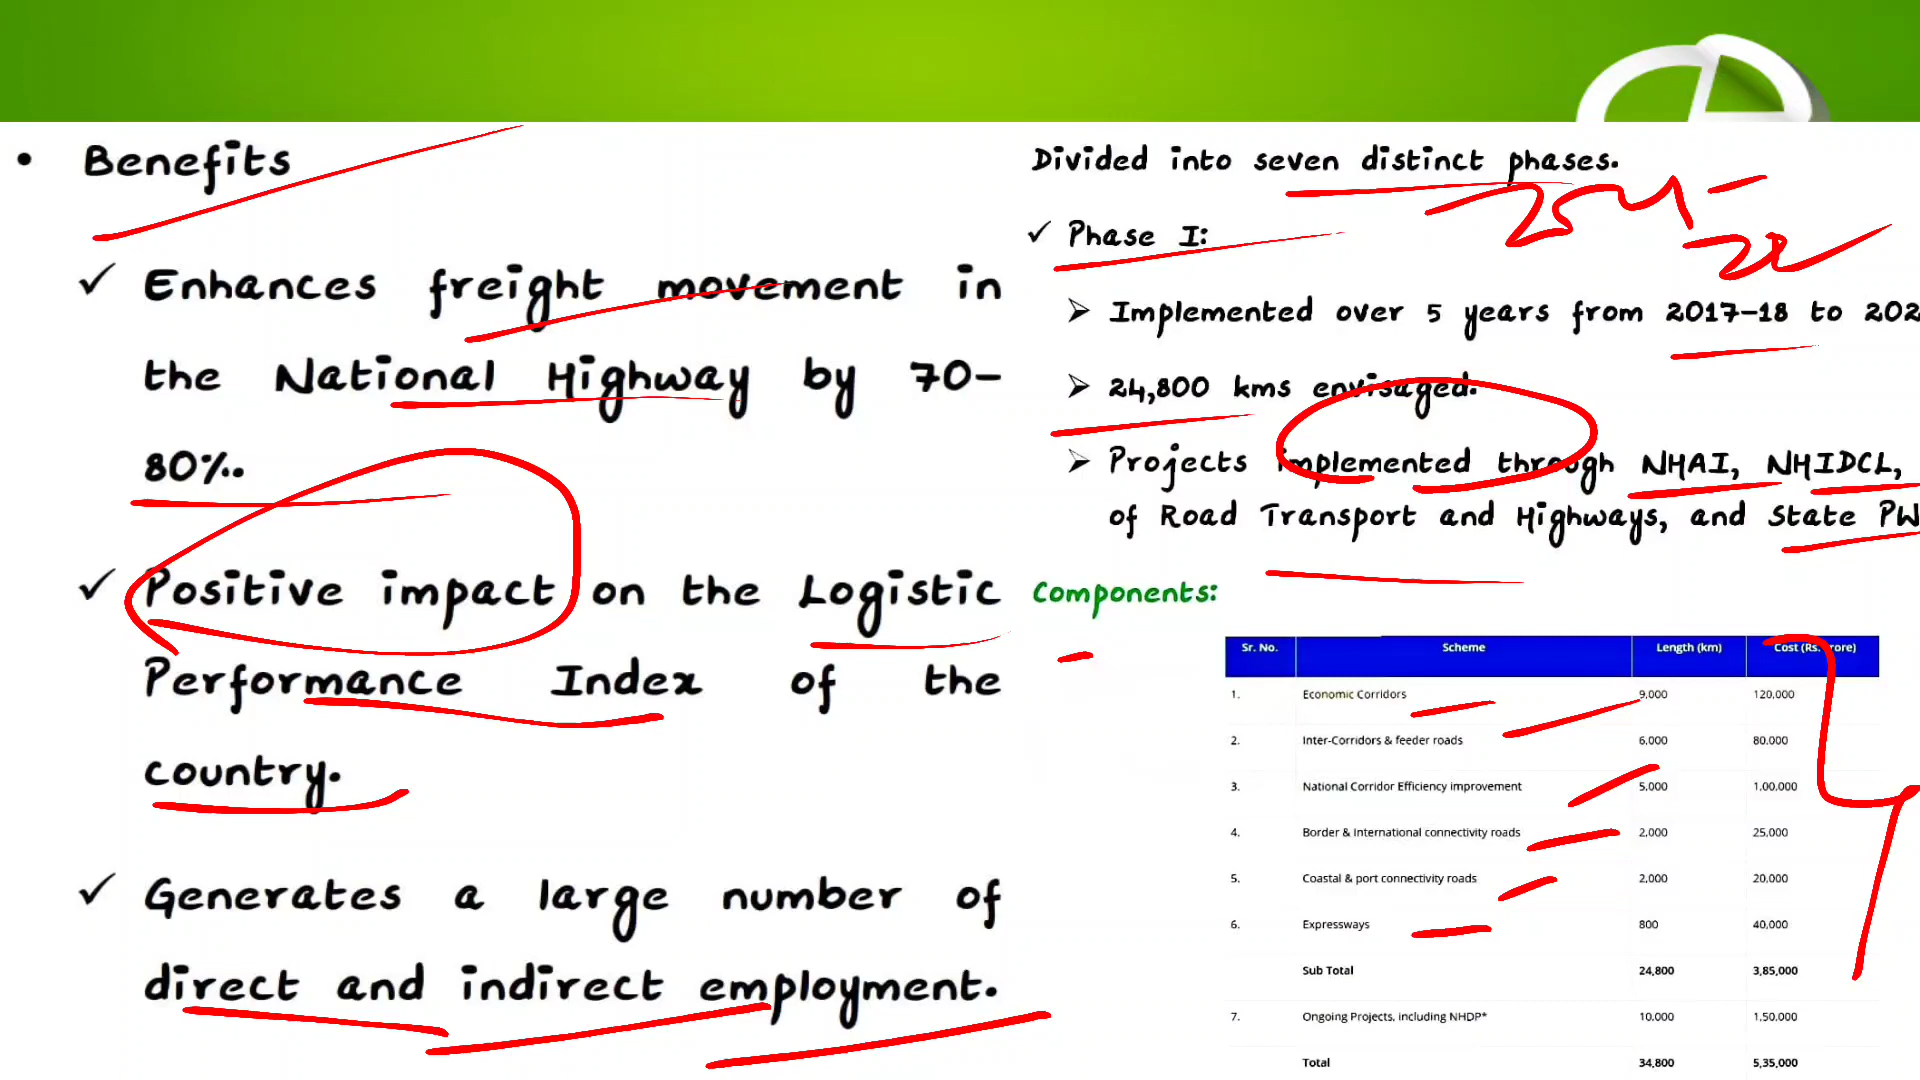 • Benefits
✓ Enhances freight movement in
the National Highway by 70-
80%.
✓ Positive impact on the Logistic
Performance Index of the
country.
✓ Generates a large number of
direct and indirect employment.
Divided into seven distinct phases.
✓ Phase I:
➢ Implemented over 5 years from 2017-18 to 202
➢ 24,800 kms envisaged.
➢ Projects implemented through NHAI, NHIDCL,
of Road Transport and Highways, and State PW
Components:
Sr. No. Scheme Length (km) Cost (Rs. Crore)
1. Economic Corridors 9,000 120,000
2. Inter-Corridors & feeder roads 6,000 80,000
3. National Corridor Efficiency improvement 5,000 1,00,000
4. Border & International connectivity roads 2,000 25,000
5. Coastal & port connectivity roads 2,000 20,000
6. Expressways 800 40,000
Sub Total 24,800 3,85,000
7. Ongoing Projects, including NHDP* 10,000 1,50,000
Total 34,800 5,35,000